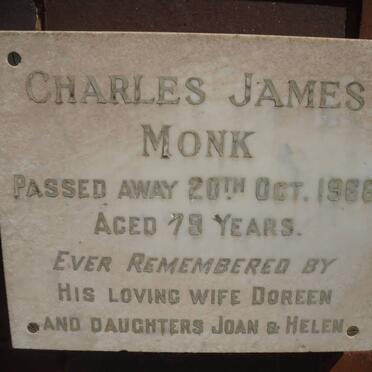 CHARLES JAMES
MONK
PASSED AWAY 20TH OCT.
AGED 79 YEARS.
EVER REMEMBERED BY
HIS LOVING WIFE DOREEN
AND DAUGHTERS JOAN & HELEN